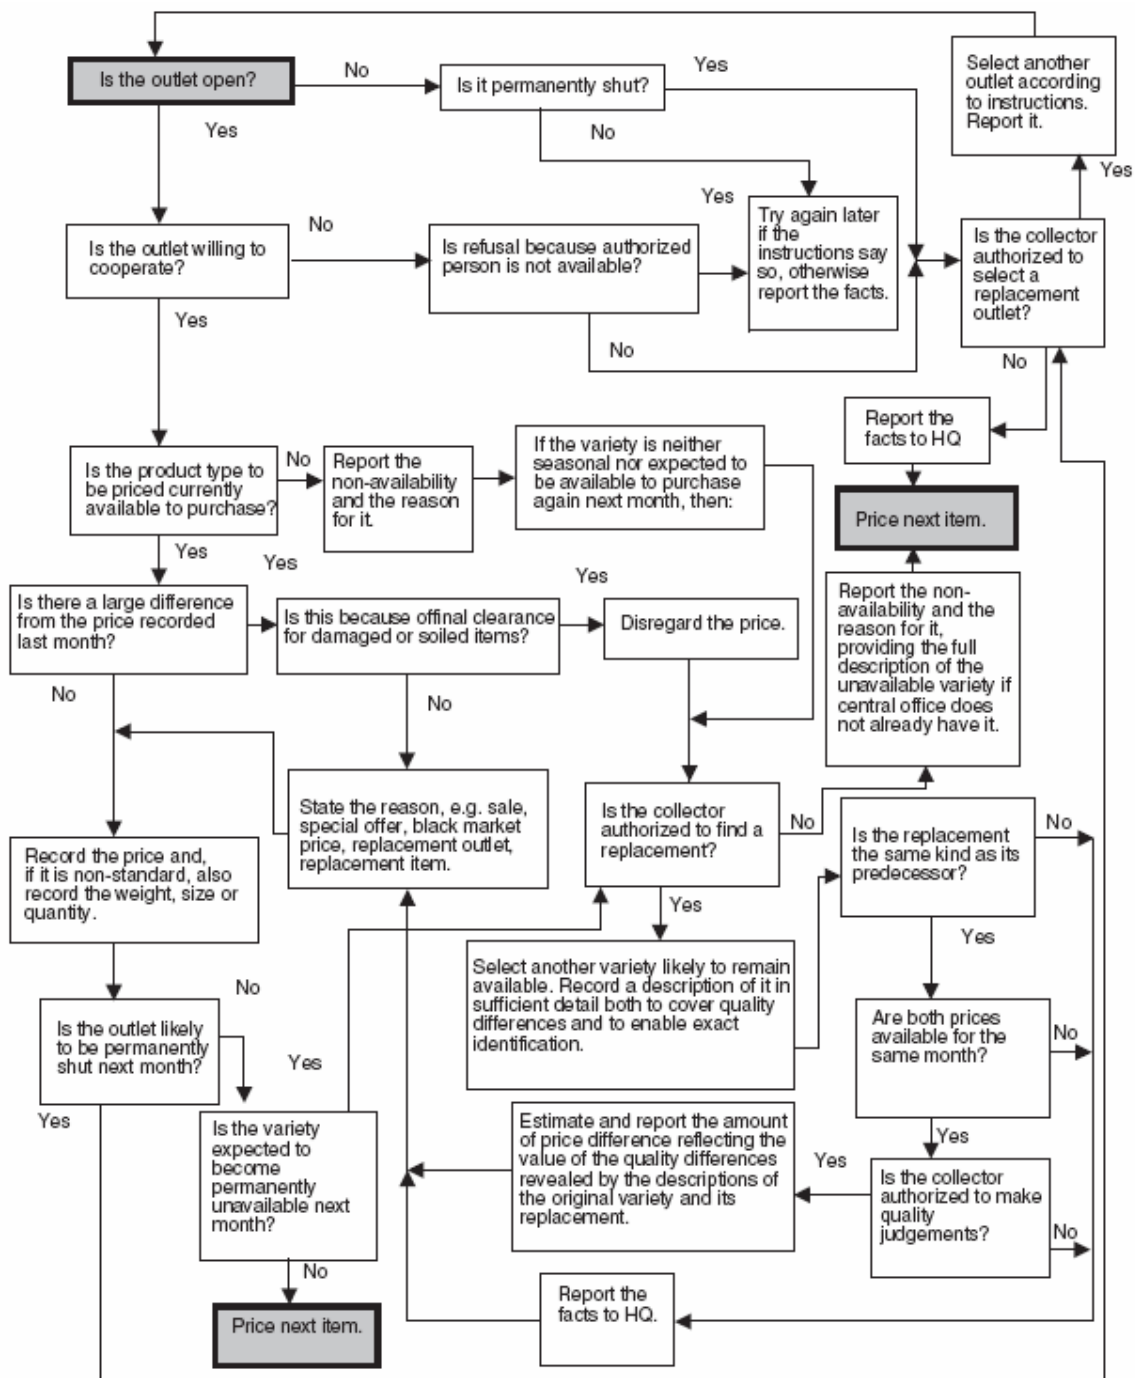 Is the outlet open?
No
Is it permanently shut?
Yes
Select another
outlet according
to instructions.
Report it.
Yes
No
Yes
Yes
Is the outlet willing to
cooperate?
No
Is refusal because authorized
person is not available?
Try again later
if the
instructions say
so, otherwise
report the facts.
Is the collector
authorized to
select a
replacement
outlet?
Yes
No
No
Report the
facts to HQ
Is the product type to
be priced currently
available to purchase?
No
Report the
non-availability
and the reason
for it.
If the variety is neither
seasonal nor expected to
be available to purchase
again next month, then:
Price next item.
Yes
Yes
Yes
Is there a large difference
from the price recorded
last month?
Is this because offinal clearance
for damaged or soiled items?
Disregard the price.
Report the non-
availability and the
reason for it,
providing the full
description of the
unavailable variety if
central office does
not already have it.
No
No
State the reason, e.g. sale,
special offer, black market
price, replacement outlet,
replacement item.
Is the collector
authorized to find a
replacement?
No
Is the replacement
the same kind as its
predecessor?
No
Record the price and,
if it is non-standard, also
record the weight, size or
quantity.
Yes
Yes
Select another variety likely to remain
available. Record a description of it in
sufficient detail both to cover quality
differences and to enable exact
identification.
No
Is the outlet likely
to be permanently
shut next month?
Yes
Are both prices
available for the
same month?
No
Yes
Is the variety
expected to
become
permanently
unavailable next
month?
Estimate and report the amount
of price difference reflecting the
value of the quality differences
revealed by the descriptions of
the original variety and its
replacement.
Yes
Yes
Is the collector
authorized to make
quality
judgements?
No
No
Report the
facts to HQ.
Price next item.